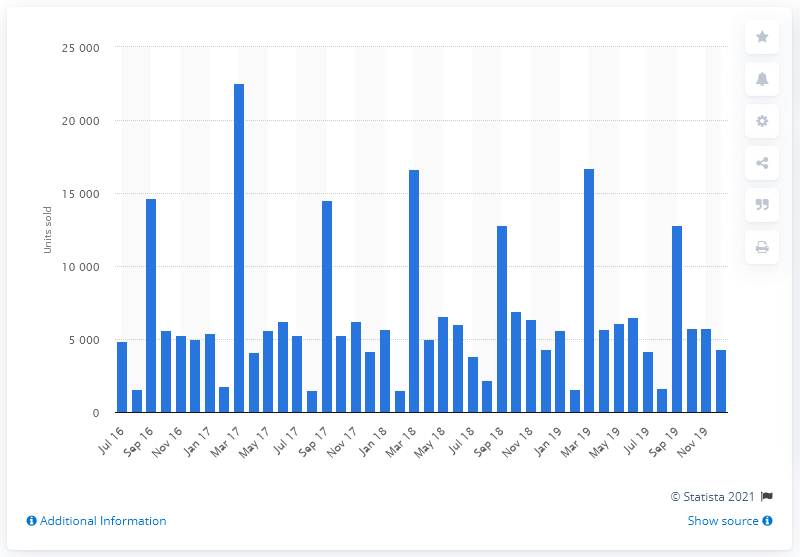 25 000
20 000
15 000
10 000
5 000
0
Units sold
Jul 16
Sep 16
Nov 16
Jan 17
Mar 17
May 17
Jul 17
Sep 17
Nov 17
Jan 18
Mar 18
May 18
Jul 18
Sep 18
Nov 18
Jan 19
Mar 19
May 19
Jul 19
Sep 19
Nov 19
© Statista 2021
Additional Information
Show source